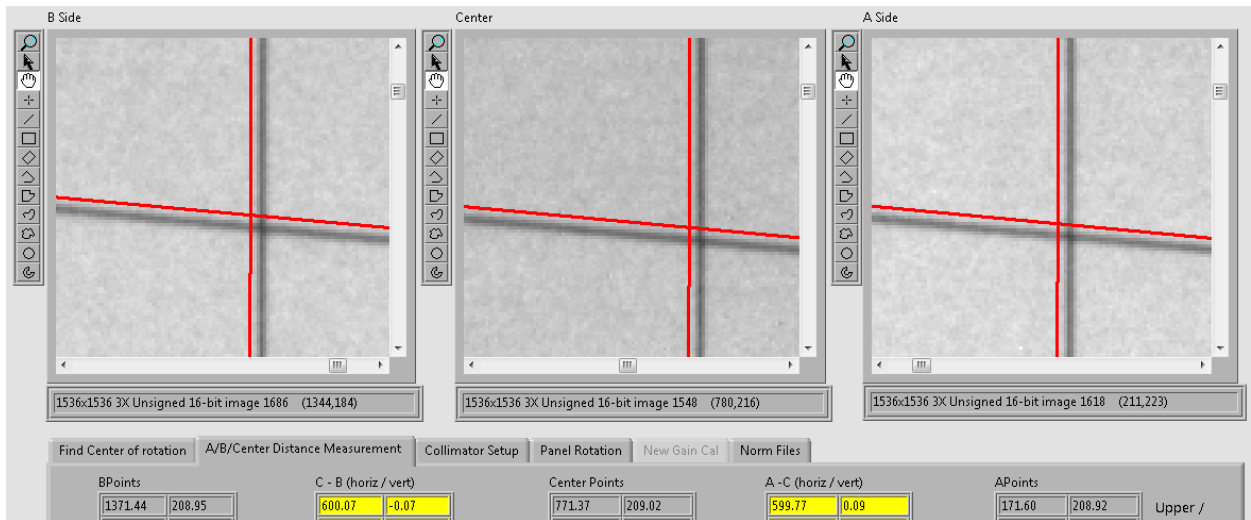 B Side
Center
A Side
1536x1536 3X Unsigned 16-bit image 1686 (1344,184)
1536x1536 3X Unsigned 16-bit image 1548 (780,216)
1536x1536 3X Unsigned 16-bit image 1618 (211,223)
Find Center of rotation A/B/Center Distance Measurement Collimator Setup Panel Rotation New Gain Cal Norm Files
BPoints C - B (horiz / vert) Center Points A -C (horiz / vert) APoints
1371.44 208.95 600.07 -0.07 771.37 209.02 599.77 0.09 171.60 208.92 Upper /